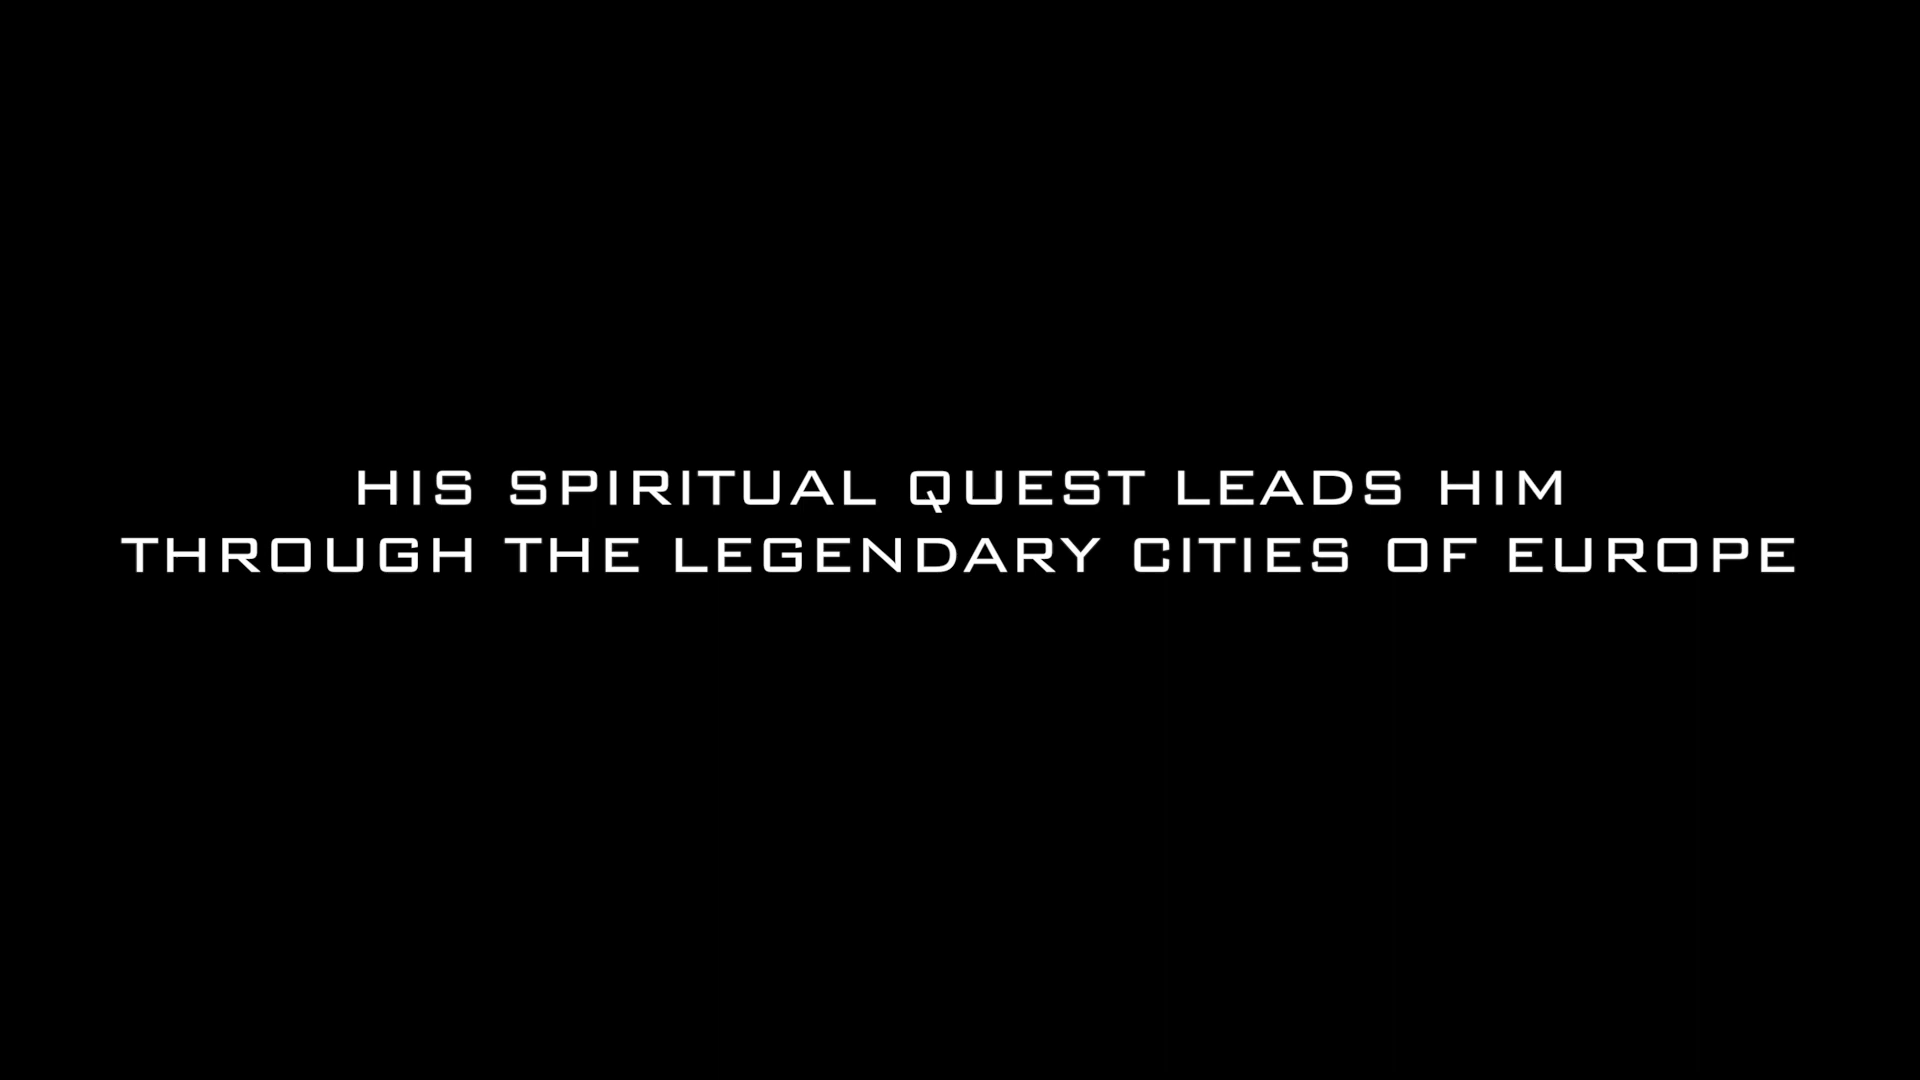 HIS SPIRITUAL QUEST LEADS HIM
THROUGH THE LEGENDARY CITIES OF EUROPE